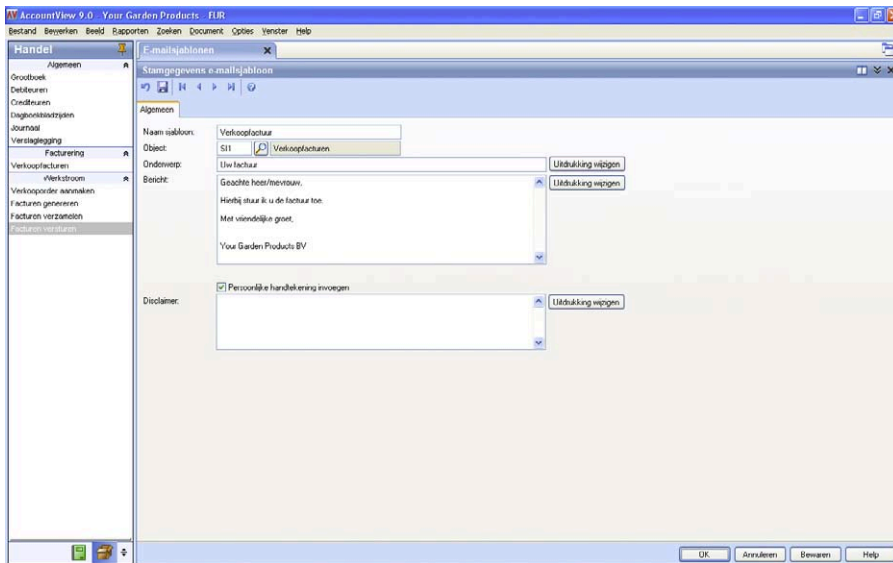 AccountView 9.0 - Your Garden Products - EUR
Bestand Bewerken Beeld Rapporten Zoeken Document Opties Venster Help
Handel
Algemeen
Grootboek
Debiteuren
Crediteuren
Dagboekbladzijden
Journaal
Verslaglegging
Facturering
Verkoopfacturen
Werkstroom
Verkooporder aanmaken
Facturen genereren
Facturen verzamelen
Facturen versturen
E-mailsjablonen
Stamgegevens e-mailsjabloon
Algemeen
Naam sjabloon: Verkoopfactuur
Object: SI1 Verkoopfacturen
Onderwerp: Uw factuur Uitdrukking wijzigen
Bericht: Geachte heer/mevrouw, Uitdrukking wijzigen
Hierbij stuur ik u de factuur toe.
Met vriendelijke groet,
Your Garden Products BV
Persoonlijke handtekening invoegen
Disclaimer: Uitdrukking wijzigen
OK Annuleren Bewaren Help